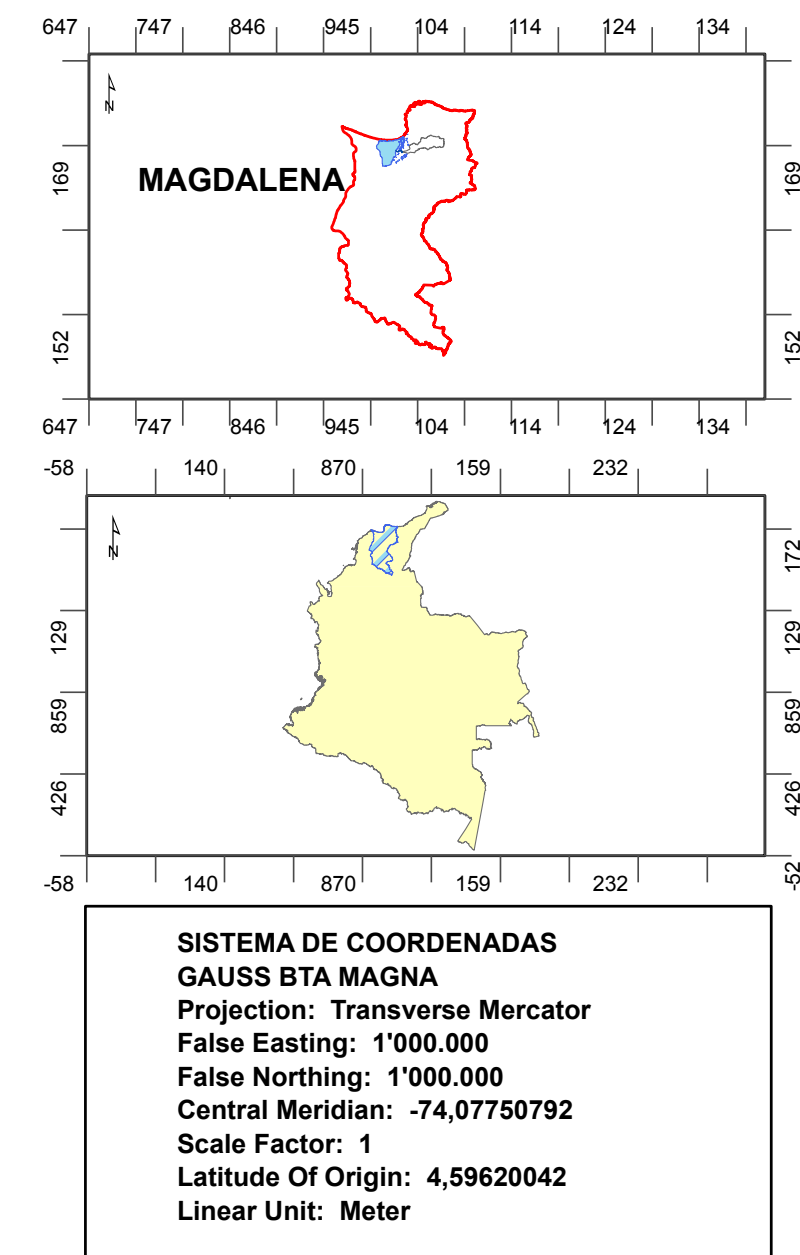 647 747 846 945 104 114 124 134
N
MAGDALENA
169 169
152 152
647 747 846 945 104 114 124 134
-58 140 870 159 232
N
172
129 129
859 859
426 426
-52
-58 140 870 159 232
SISTEMA DE COORDENADAS
GAUSS BTA MAGNA
Projection: Transverse Mercator
False Easting: 1'000.000
False Northing: 1'000.000
Central Meridian: -74,07750792
Scale Factor: 1
Latitude Of Origin: 4,59620042
Linear Unit: Meter